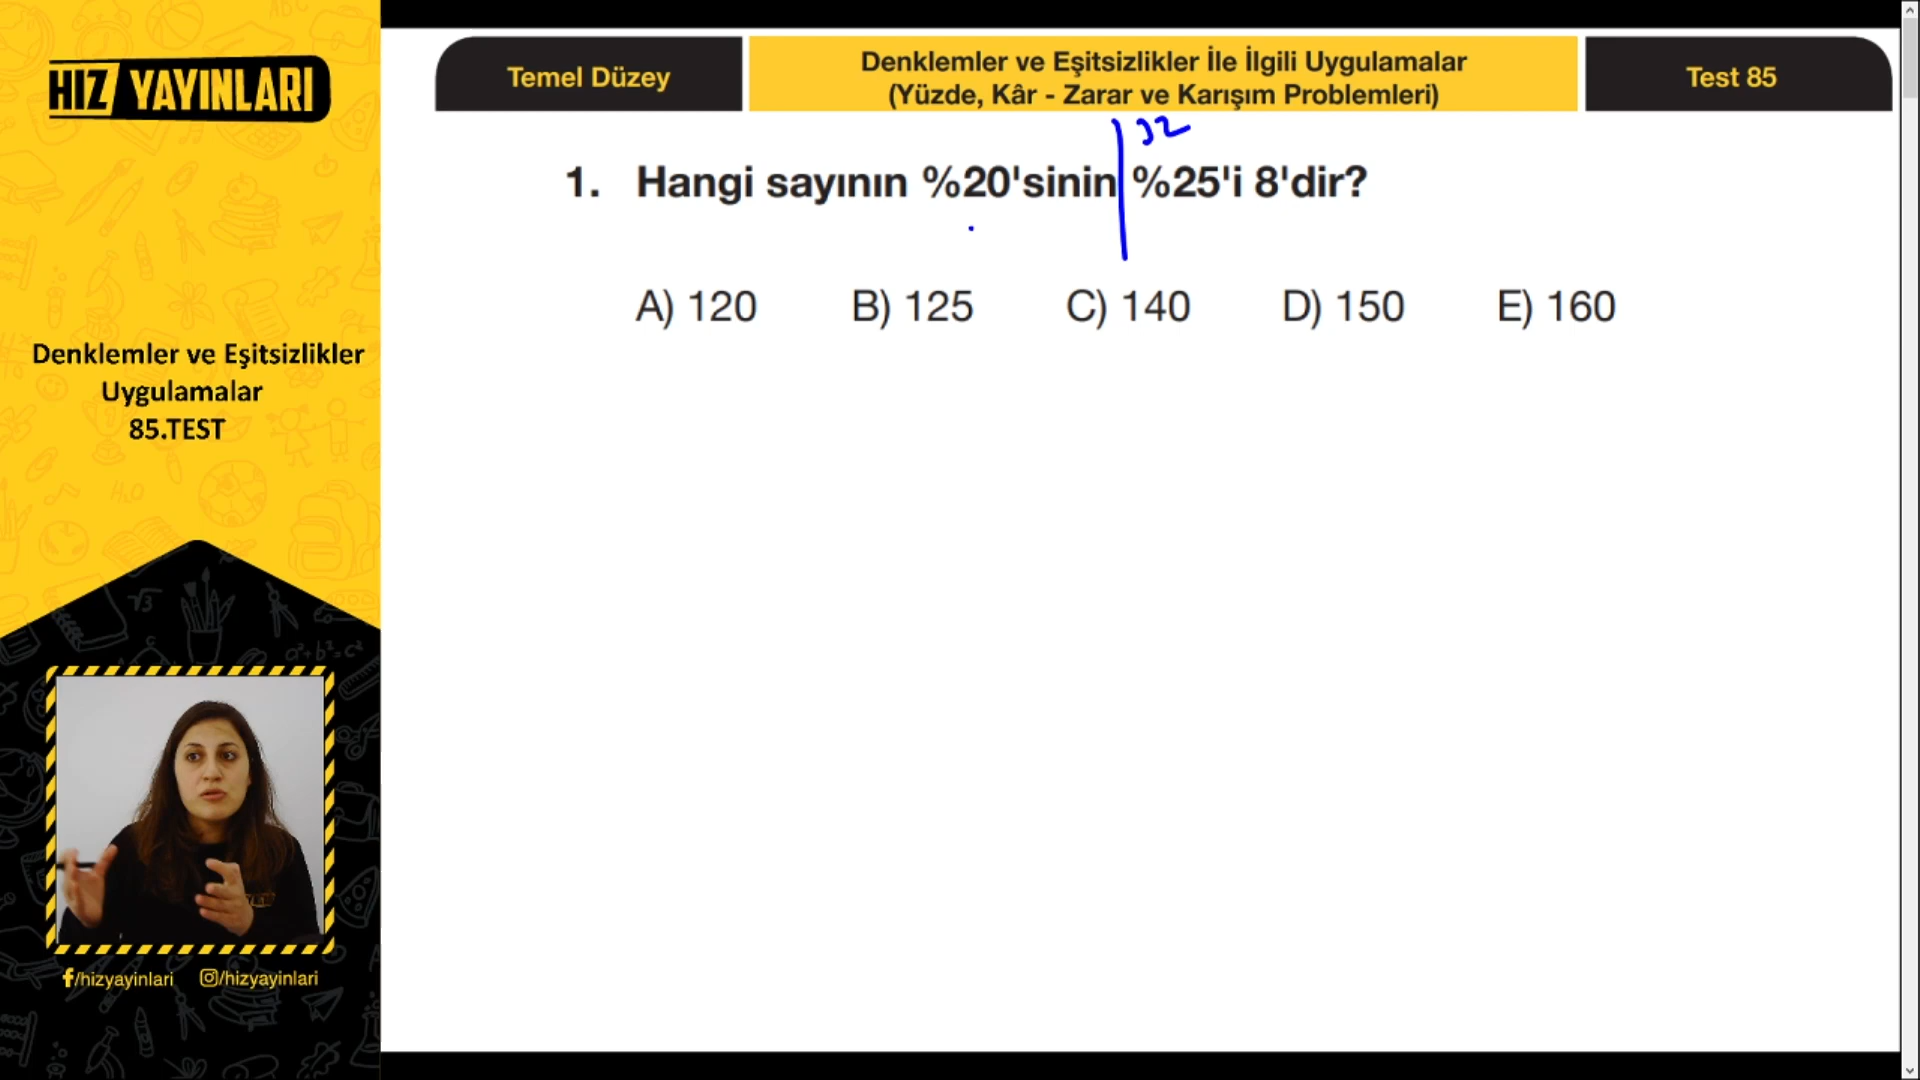 HIZ YAYINLARI
Denklemler ve Eşitsizlikler
Uygulamalar
85.TEST
f/hizyayinlari /hizyayinlari
Temel Düzey
Denklemler ve Eşitsizlikler İle İlgili Uygulamalar
(Yüzde, Kâr - Zarar ve Karışım Problemleri)
Test 85
32
1. Hangi sayının %20'sinin %25'i 8'dir?
A) 120 B) 125 C) 140 D) 150 E) 160